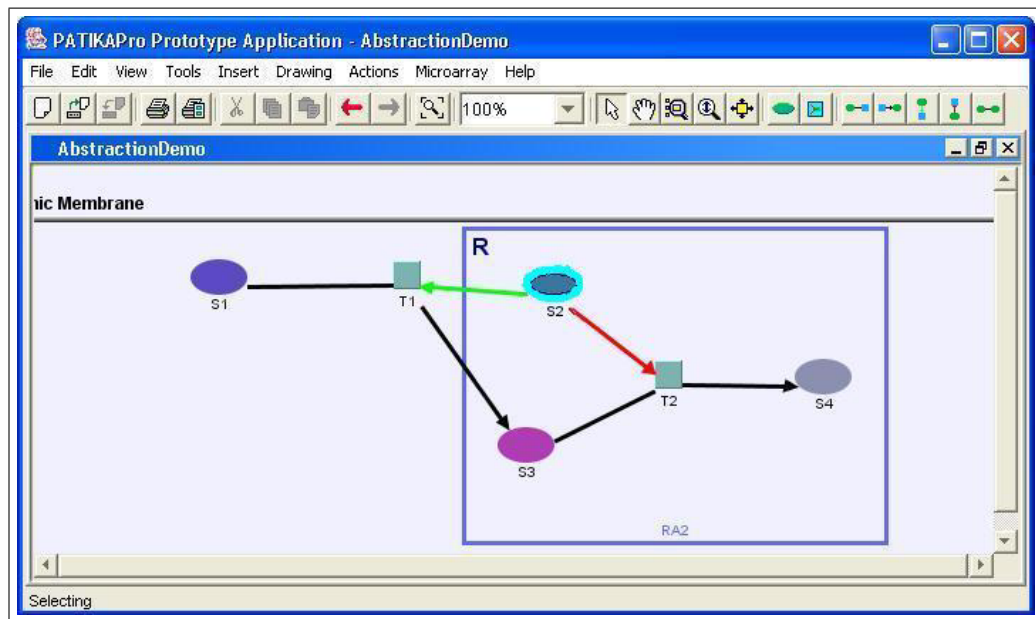 PATIKAPro Prototype Application - AbstractionDemo
File Edit View Tools Insert Drawing Actions Microarray Help
100%
AbstractionDemo
nic Membrane
R
S1
T1
S2
T2
S4
S3
RA2
Selecting